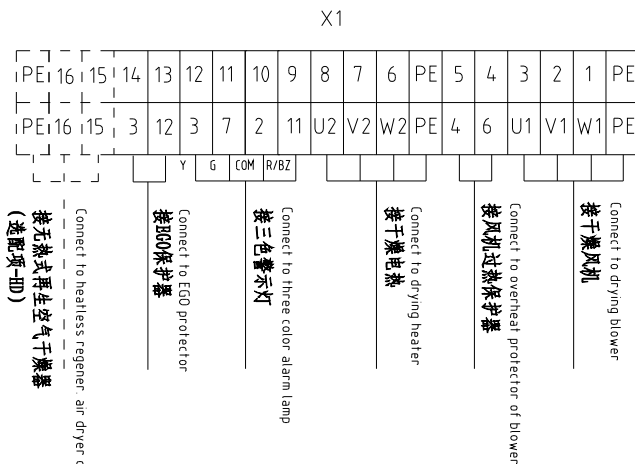 X1
PE 16 15 14 13 12 11 10 9 8 7 6 PE 5 4 3 2 1 PE
PE 16 15 3 12 3 7 2 11 U2 V2 W2 PE 4 6 U1 V1 W1 PE
Y G COM R/BZ
Connect to drying blower
接干燥风机
Connect to overheat protector of blower
接风机过热保护器
Connect to drying heater
接干燥电热
Connect to three color alarm lamp
接三色警示灯
Connect to EGO protector
接EGO保护器
Connect to heatless regener. air dryer
接无热式再生空气干燥器